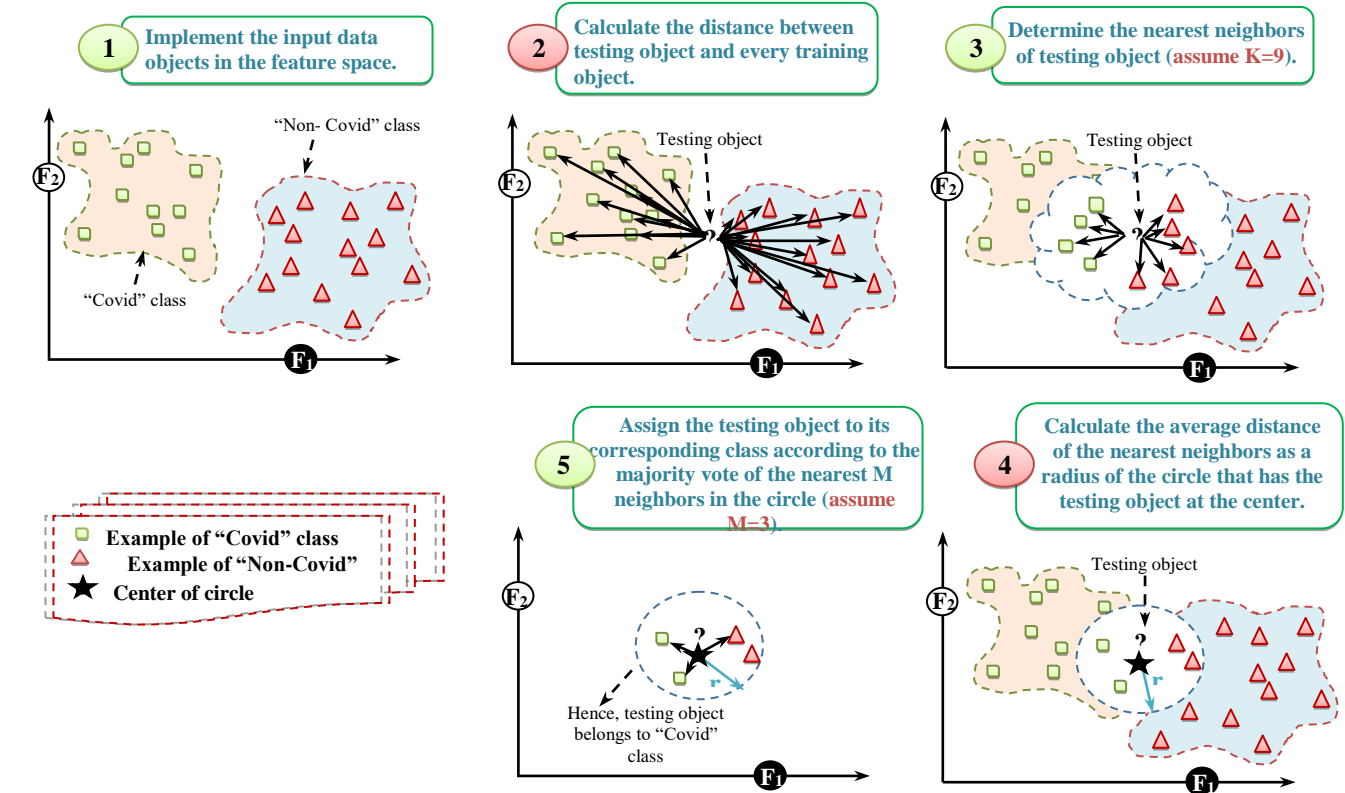 1
Implement the input data
objects in the feature space.
"Non- Covid" class
F2
"Covid" class
F1
2
Calculate the distance between
testing object and every training
object.
Testing object
F2
?
F1
3
Determine the nearest neighbors
of testing object (assume K=9).
Testing object
F2
?
F1
Example of "Covid" class
Example of "Non-Covid"
Center of circle
5
Assign the testing object to its
corresponding class according to the
majority vote of the nearest M
neighbors in the circle (assume
M=3).
F2
?
r
Hence, testing object
belongs to "Covid"
class
F1
4
Calculate the average distance
of the nearest neighbors as a
radius of the circle that has the
testing object at the center.
Testing object
F2
?
r
F1